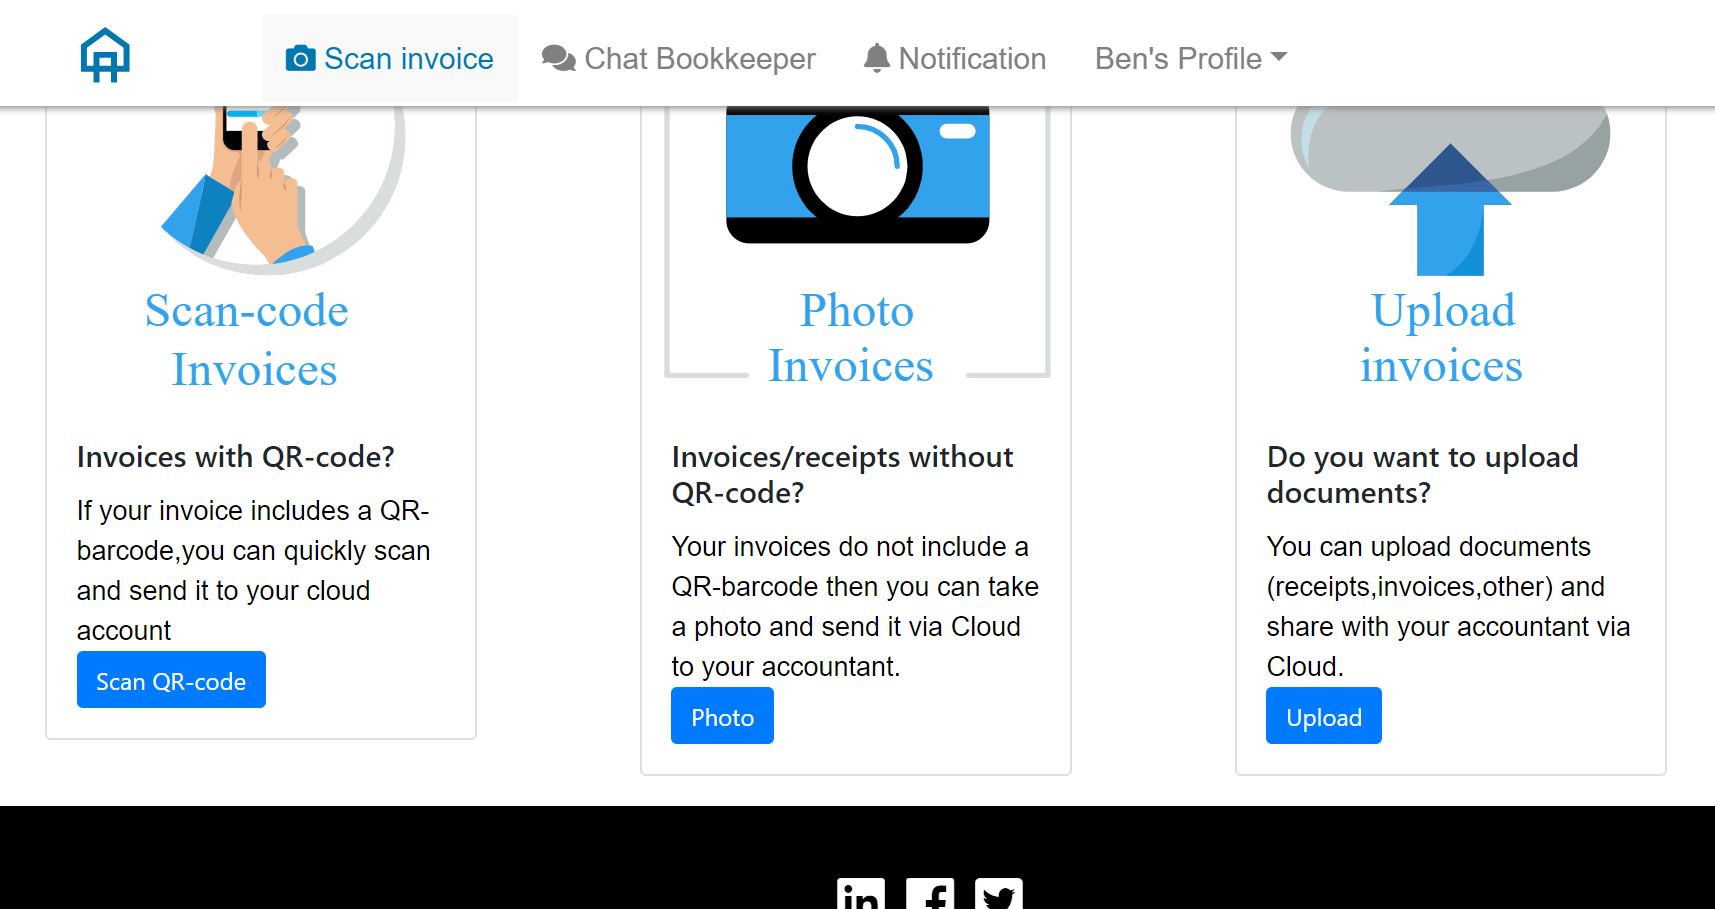 Scan invoice
Chat Bookkeeper
Notification
Ben's Profile
Scan-code
Invoices
Invoices with QR-code?
If your invoice includes a QR-
barcode,you can quickly scan
and send it to your cloud
account
Scan QR-code
Photo
Invoices
Invoices/receipts without
QR-code?
Your invoices do not include a
QR-barcode then you can take
a photo and send it via Cloud
to your accountant.
Photo
Upload
invoices
Do you want to upload
documents?
You can upload documents
(receipts,invoices,other) and
share with your accountant via
Cloud.
Upload
in
f